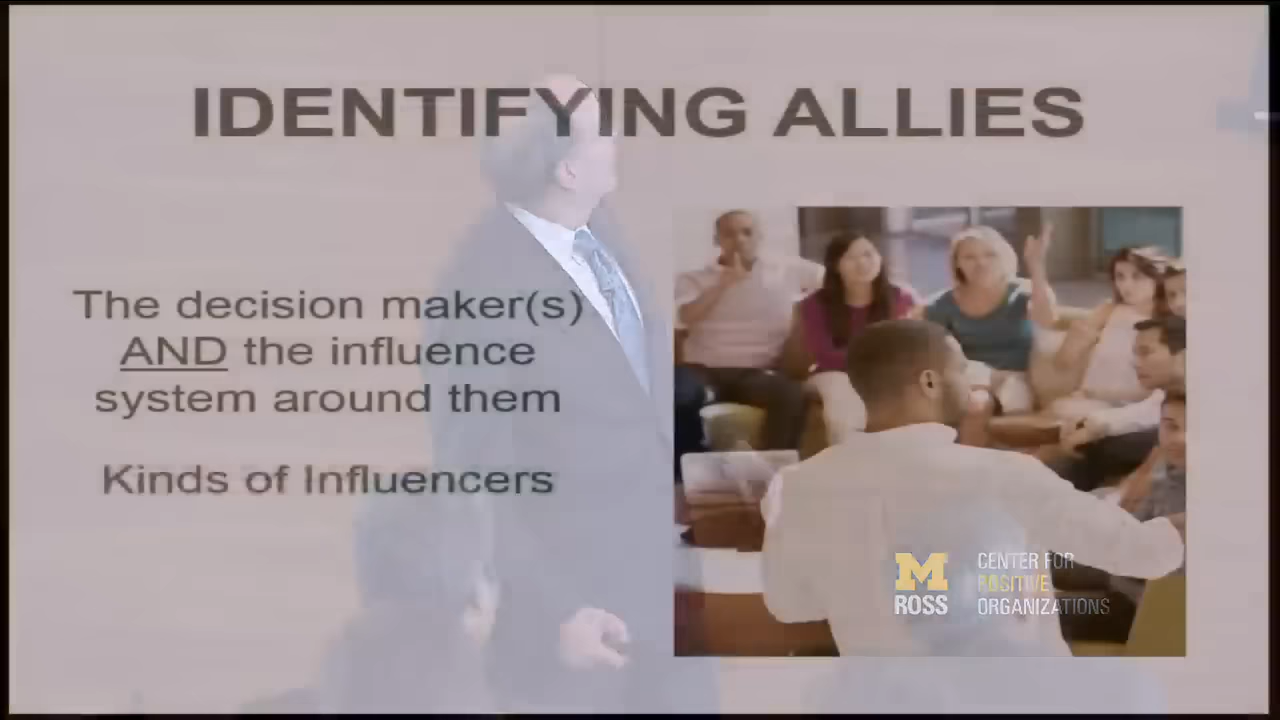 IDENTIFYING ALLIES
The decision maker(s)
AND the influence
system around them
Kinds of Influencers
M
ROSS
CENTER FOR
POSITIVE
ORGANIZATIONS